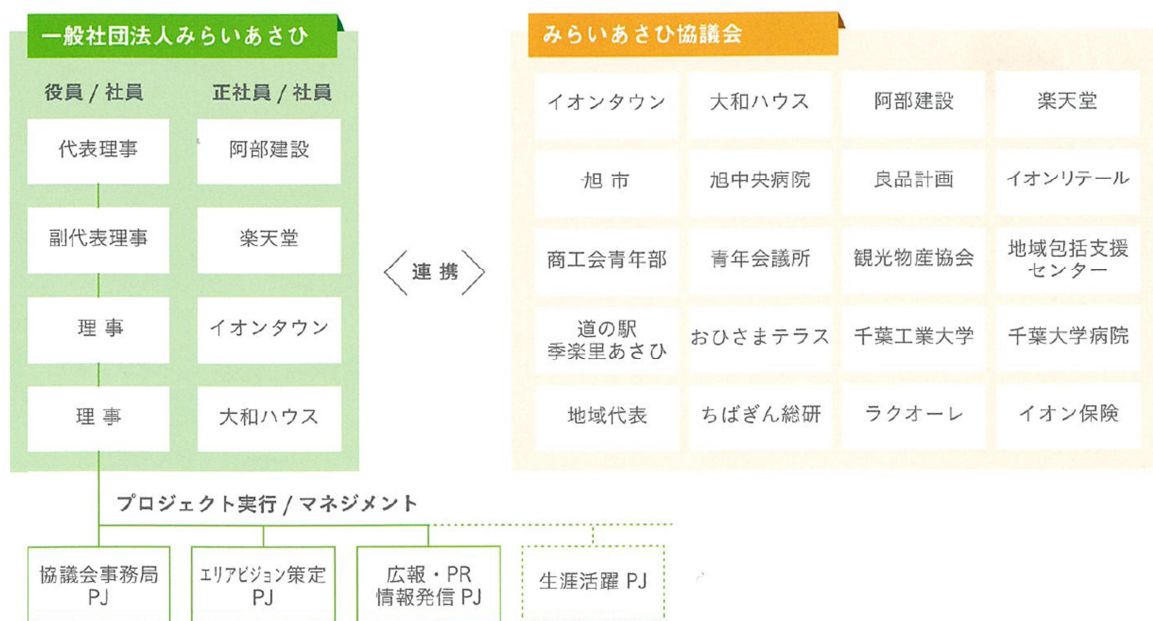 一般社団法人みらいあさひ
役員 / 社員
正社員 / 社員
代表理事
阿部建設
副代表理事
楽天堂
理 事
イオンタウン
理 事
大和ハウス
連 携
みらいあさひ協議会
イオンタウン
大和ハウス
阿部建設
楽天堂
旭 市
旭中央病院
良品計画
イオンリテール
商工会青年部
青年会議所
観光物産協会
地域包括支援
センター
道の駅
季楽里あさひ
おひさまテラス
千葉工業大学
千葉大学病院
地域代表
ちばぎん総研
ラクオーレ
イオン保険
プロジェクト実行 / マネジメント
協議会事務局
PJ
エリアビジョン策定
PJ
広報・PR
情報発信 PJ
生涯活躍 PJ